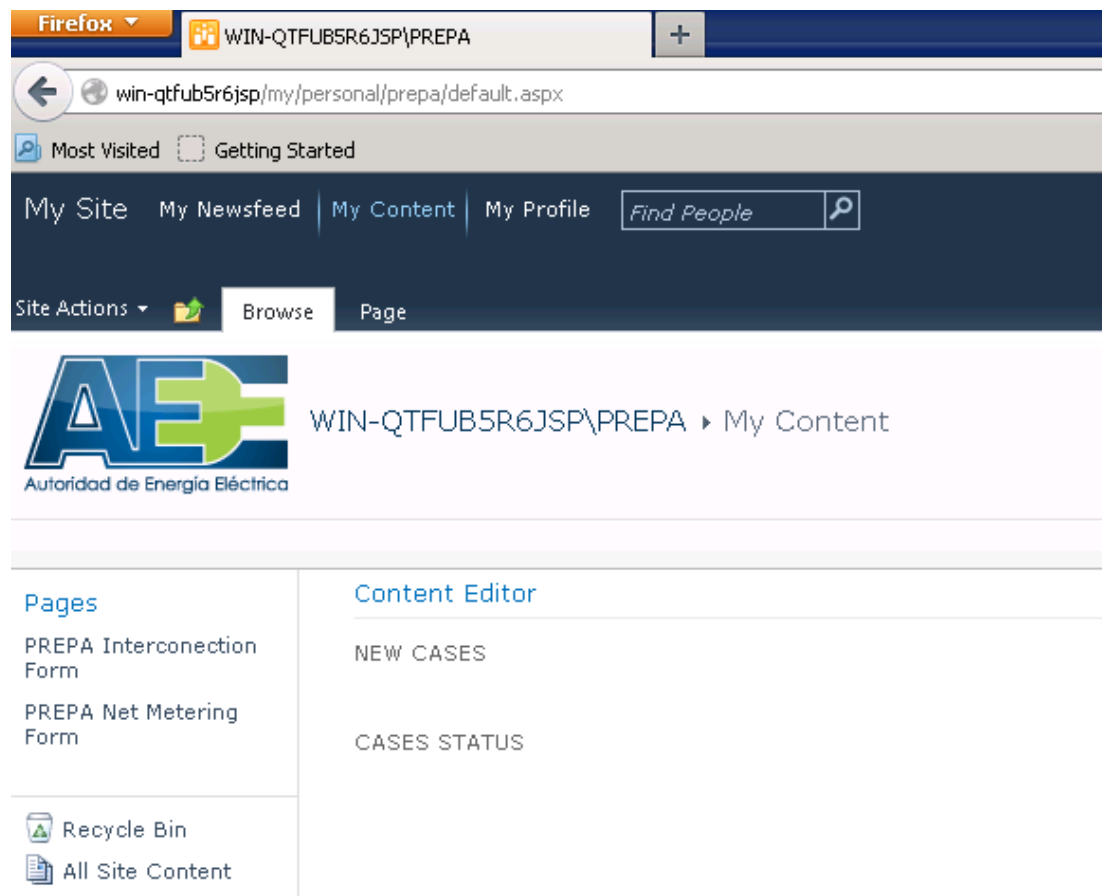 Firefox
WIN-QTFUB5R6JSP\PREPA
+
win-qtfub5r6jsp/my/personal/prepa/default.aspx
Most Visited Getting Started
My Site My Newsfeed My Content My Profile Find People
Site Actions Browse Page
AEE
Autoridad de Energía Eléctrica
WIN-QTFUB5R6JSP\PREPA ▸ My Content
Pages
PREPA Interconection
Form
PREPA Net Metering
Form
Recycle Bin
All Site Content
Content Editor
NEW CASES
CASES STATUS